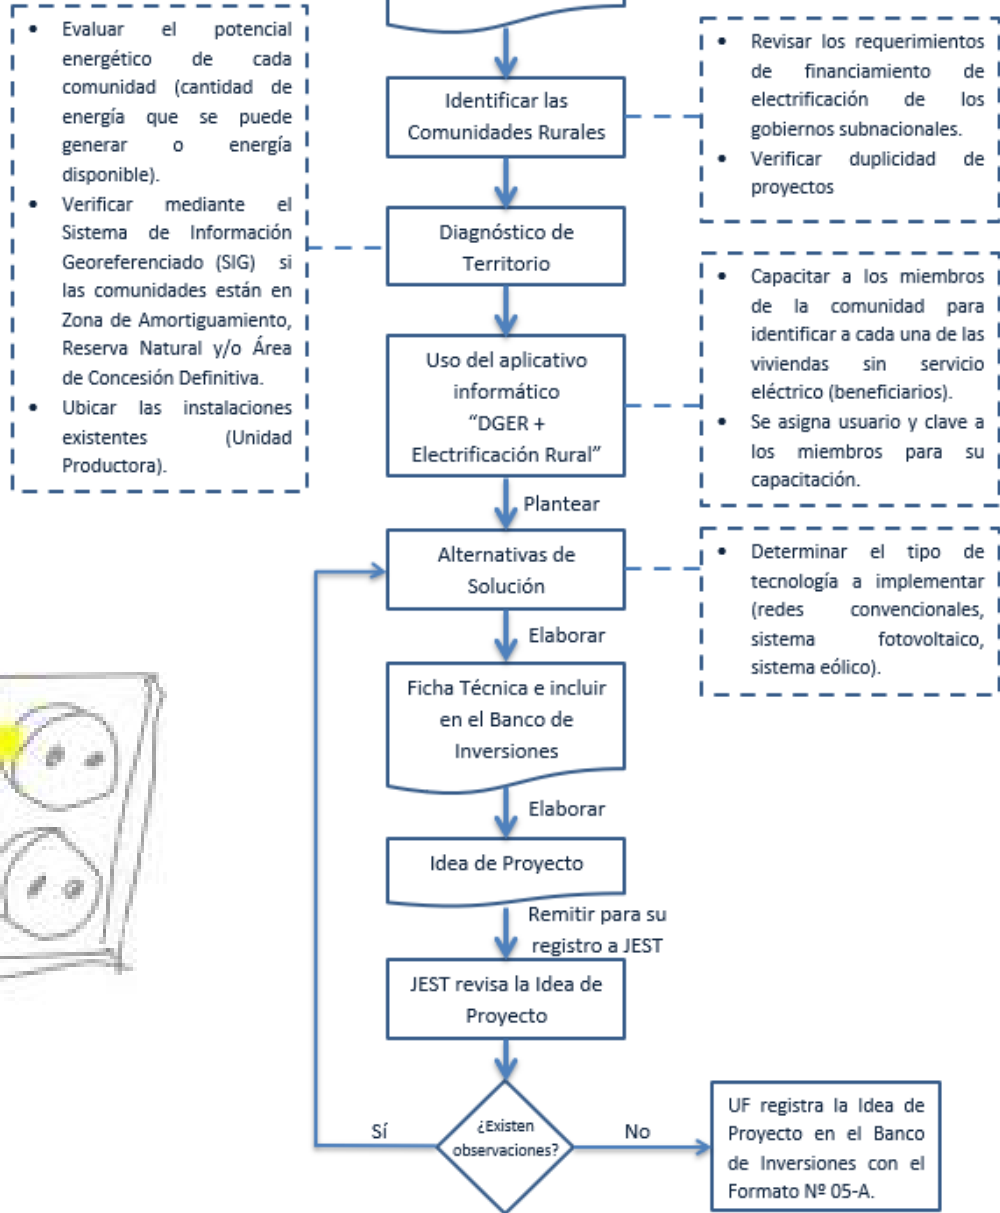 • Evaluar el potencial
energético de cada
comunidad (cantidad de
energía que se puede
generar o energía
disponible).
• Verificar mediante el
Sistema de Información
Georeferenciado (SIG) si
las comunidades están en
Zona de Amortiguamiento,
Reserva Natural y/o Área
de Concesión Definitiva.
• Ubicar las instalaciones
existentes (Unidad
Productora).
Identificar las
Comunidades Rurales
• Revisar los requerimientos
de financiamiento de
electrificación de los
gobiernos subnacionales.
• Verificar duplicidad de
proyectos
Diagnóstico de
Territorio
Uso del aplicativo
informático
“DGER +
Electrificación Rural”
• Capacitar a los miembros
de la comunidad para
identificar a cada una de las
viviendas sin servicio
eléctrico (beneficiarios).
• Se asigna usuario y clave a
los miembros para su
capacitación.
Plantear
Alternativas de
Solución
• Determinar el tipo de
tecnología a implementar
(redes convencionales,
sistema fotovoltaico,
sistema eólico).
Elaborar
Ficha Técnica e incluir
en el Banco de
Inversiones
Elaborar
Idea de Proyecto
Remitir para su
registro a JEST
JEST revisa la Idea de
Proyecto
¿Existen
observaciones?
Sí
No
UF registra la Idea de
Proyecto en el Banco
de Inversiones con el
Formato Nº 05-A.